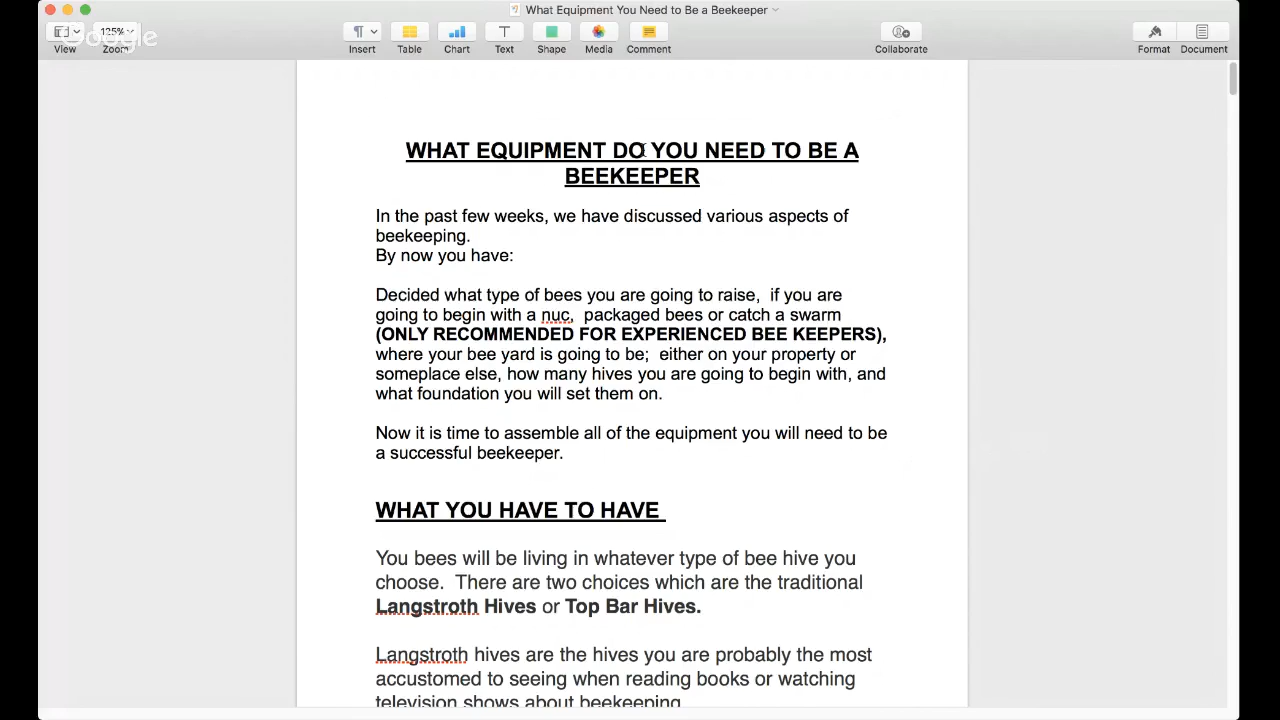 What Equipment You Need to Be a Beekeeper
125%
Google
View
Zoom
Insert
Table
Chart
Text
Shape
Media
Comment
Collaborate
Format
Document
WHAT EQUIPMENT DO YOU NEED TO BE A
BEEKEEPER
In the past few weeks, we have discussed various aspects of
beekeeping.
By now you have:
Decided what type of bees you are going to raise,  if you are
going to begin with a nuc,  packaged bees or catch a swarm
(ONLY RECOMMENDED FOR EXPERIENCED BEE KEEPERS),
where your bee yard is going to be;  either on your property or
someplace else, how many hives you are going to begin with, and
what foundation you will set them on.
Now it is time to assemble all of the equipment you will need to be
a successful beekeeper.
WHAT YOU HAVE TO HAVE
You bees will be living in whatever type of bee hive you
choose.  There are two choices which are the traditional
Langstroth Hives or Top Bar Hives.
Langstroth hives are the hives you are probably the most
accustomed to seeing when reading books or watching
television shows about beekeeping.